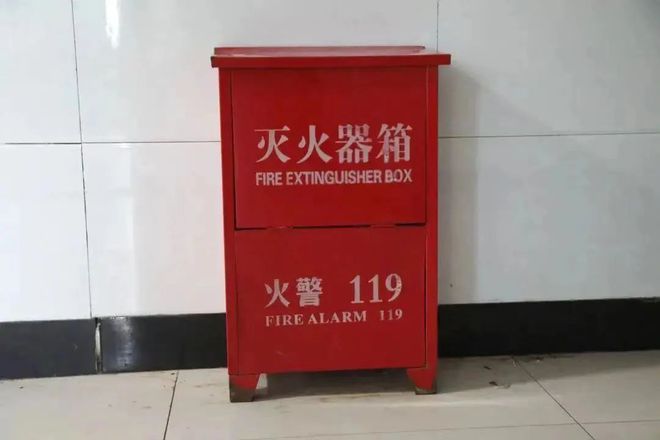 灭火器箱
FIRE EXTINGUISHER BOX
火警 119
FIRE ALARM 119